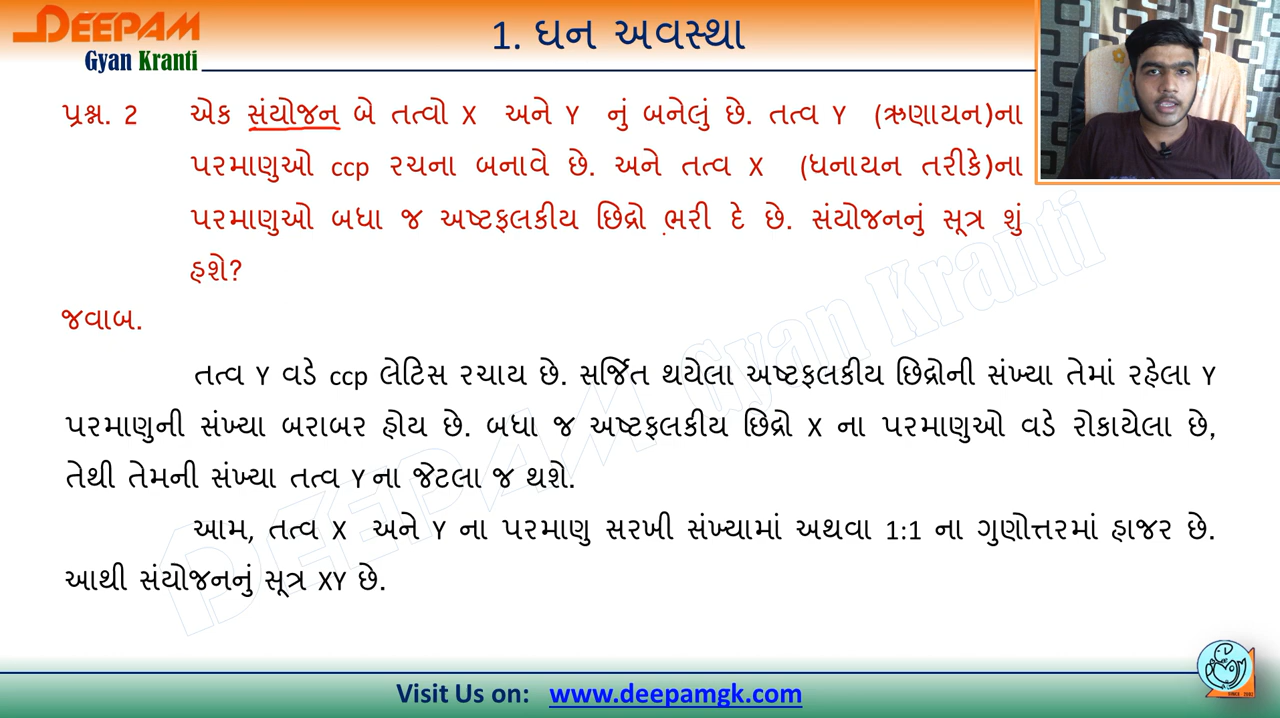 DEEPAM
Gyan Kranti
1. ઘન અવસ્થા
પ્રશ્ન. 2 એક સંયોજન બે તત્વો X અને Y નું બનેલું છે. તત્વ Y (ઋણાયન)ના
પરમાણુઓ ccp રચના બનાવે છે. અને તત્વ X (ધનાયન તરીકે)ના
પરમાણુઓ બધા જ અષ્ટફલકીય છિદ્રો ભરી દે છે. સંયોજનનું સૂત્ર શું
હશે?
જવાબ.
તત્વ Y વડે ccp લેટિસ રચાય છે. સર્જિત થયેલા અષ્ટફલકીય છિદ્રોની સંખ્યા તેમાં રહેલા Y
પરમાણુની સંખ્યા બરાબર હોય છે. બધા જ અષ્ટફલકીય છિદ્રો X ના પરમાણુઓ વડે રોકાયેલા છે,
તેથી તેમની સંખ્યા તત્વ Y ના જેટલા જ થશે.
આમ, તત્વ X અને Y ના પરમાણુ સરખી સંખ્યામાં અથવા 1:1 ના ગુણોત્તરમાં હાજર છે.
આથી સંયોજનનું સૂત્ર XY છે.
DEEPAM Gyan Kranti
Visit Us on: www.deepamgk.com